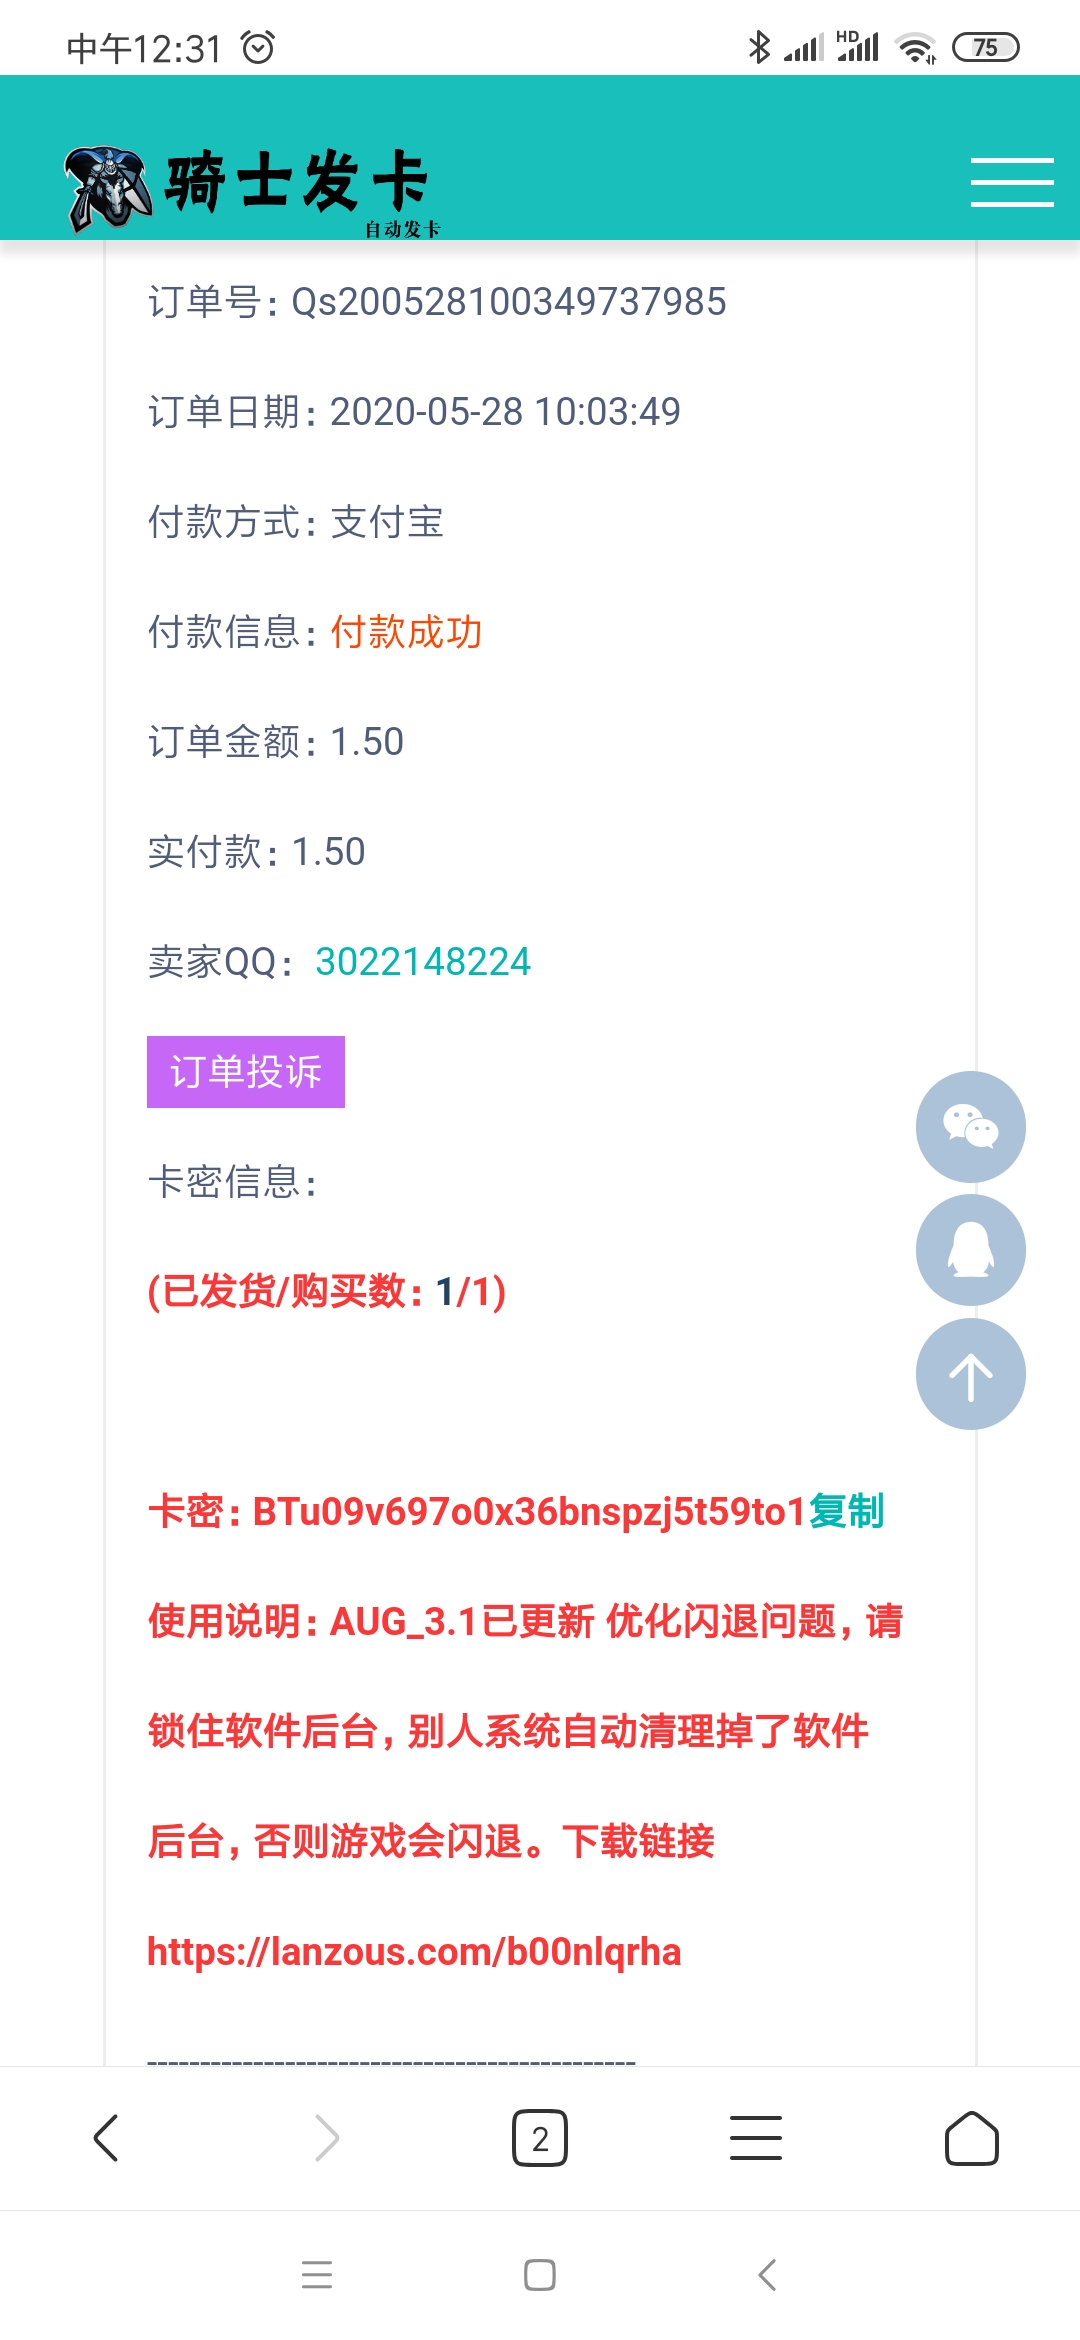 中午12:31
HD
75
骑士发卡
自动发卡
订单号：Qs200528100349737985
订单日期：2020-05-28 10:03:49
付款方式：支付宝
付款信息：付款成功
订单金额：1.50
实付款：1.50
卖家QQ：3022148224
订单投诉
卡密信息：
(已发货/购买数：1/1)
卡密：BTu09v697o0x36bnspzj5t59to1复制
使用说明：AUG_3.1已更新 优化闪退问题，请
锁住软件后台，别人系统自动清理掉了软件
后台，否则游戏会闪退。下载链接
https://lanzous.com/b00nlqrha
----------------------------------------------
2